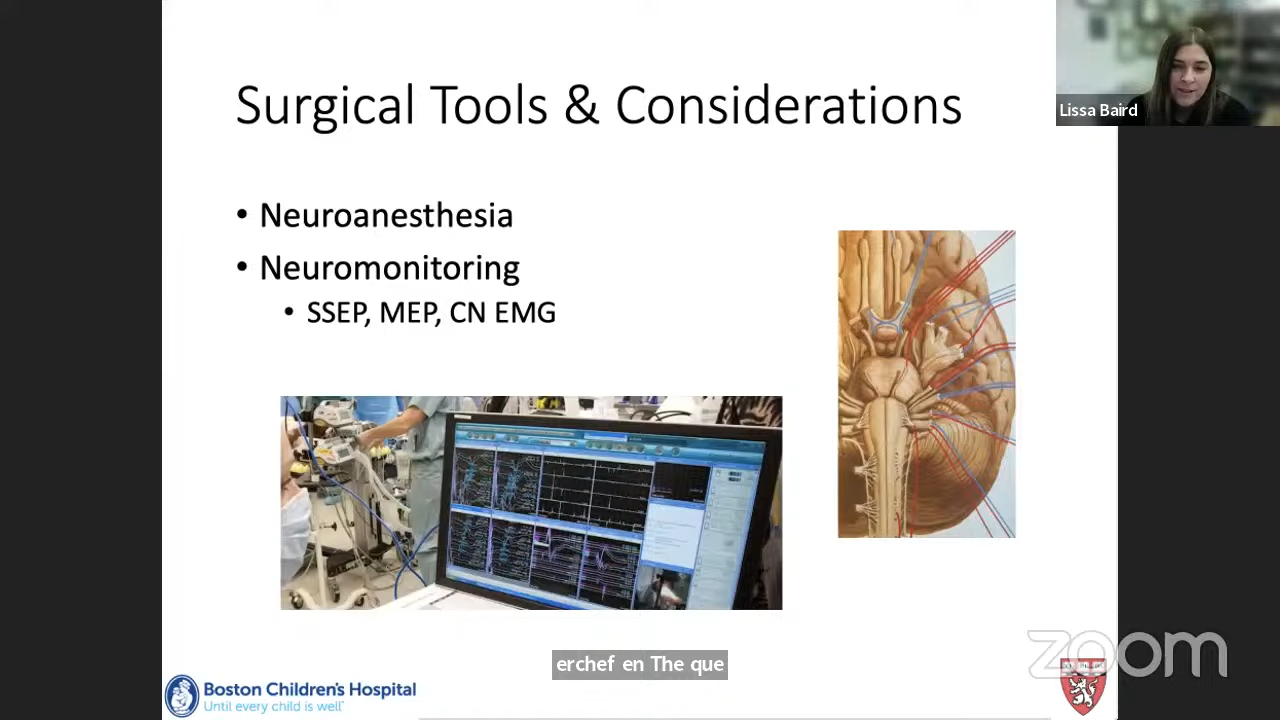 Surgical Tools & Considerations
Lissa Baird
• Neuroanesthesia
• Neuromonitoring
• SSEP, MEP, CN EMG
erchef en The que
zoom
Boston Children's Hospital
Until every child is well™